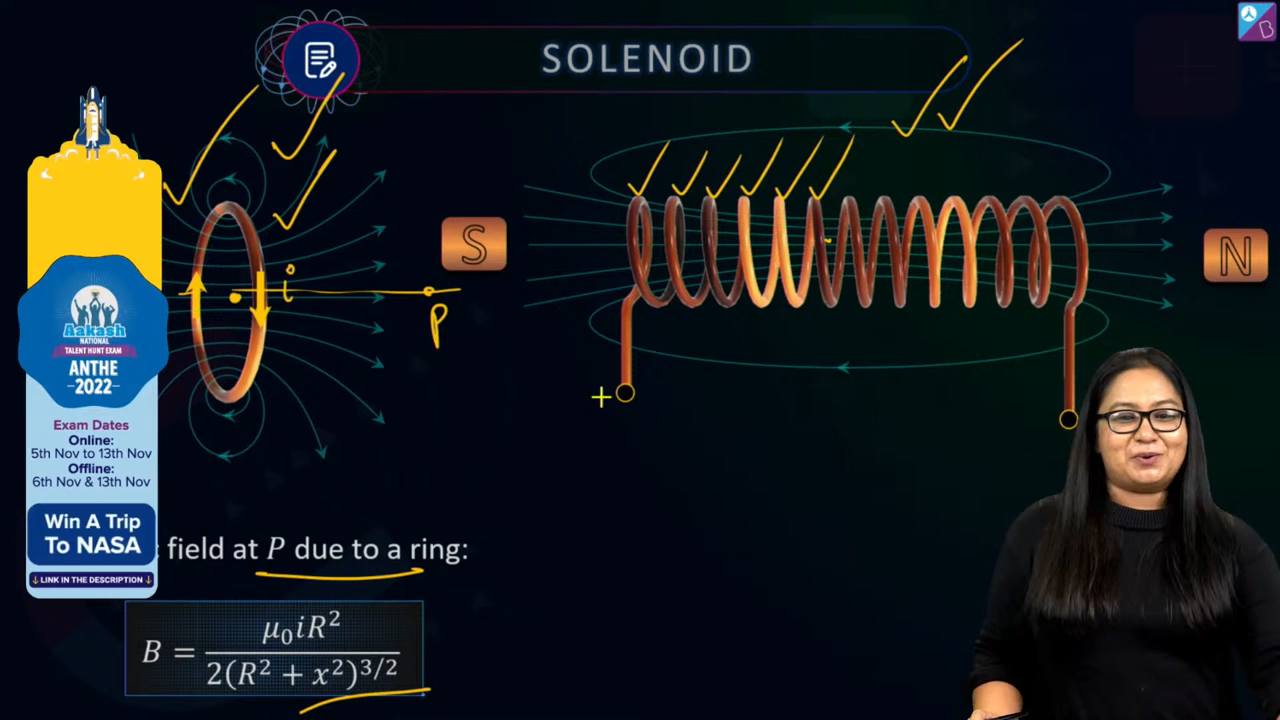 SOLENOID
B
S
N
i
P
+
Aakash
NATIONAL
TALENT HUNT EXAM
ANTHE
-2022-
Exam Dates
Online:
5th Nov to 13th Nov
Offline:
6th Nov & 13th Nov
Win A Trip
To NASA
↓ LINK IN THE DESCRIPTION ↓
field at P due to a ring:
B = μ₀iR² / 2(R² + x²)^3/2